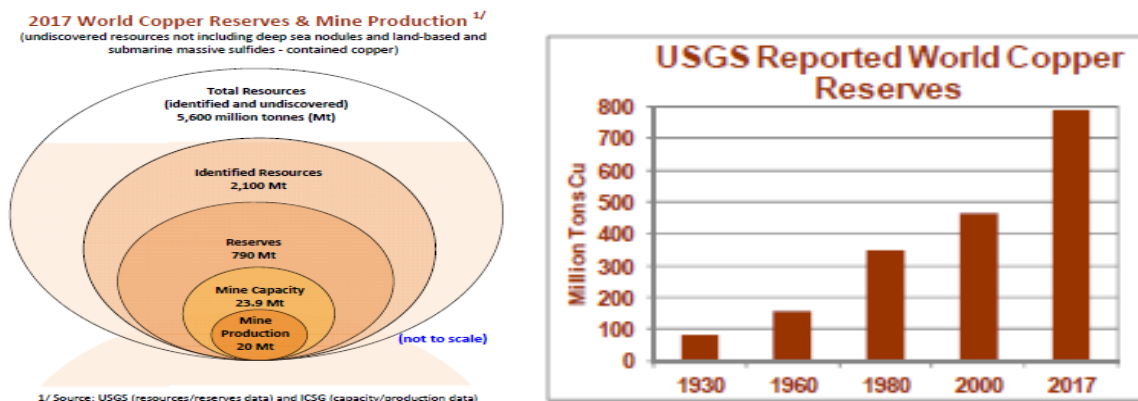 2017 World Copper Reserves & Mine Production 1/
(undiscovered resources not including deep sea nodules and land-based and
submarine massive sulfides - contained copper)
Total Resources
(identified and undiscovered)
5,600 million tonnes (Mt)
Identified Resources
2,100 Mt
Reserves
790 Mt
Mine Capacity
23.9 Mt
Mine
Production
20 Mt
(not to scale)
1/ Source: USGS (resources/reserves data) and ICSG (capacity/production data)
USGS Reported World Copper
Reserves
Million Tons Cu
800
700
600
500
400
300
200
100
0
1930 1960 1980 2000 2017